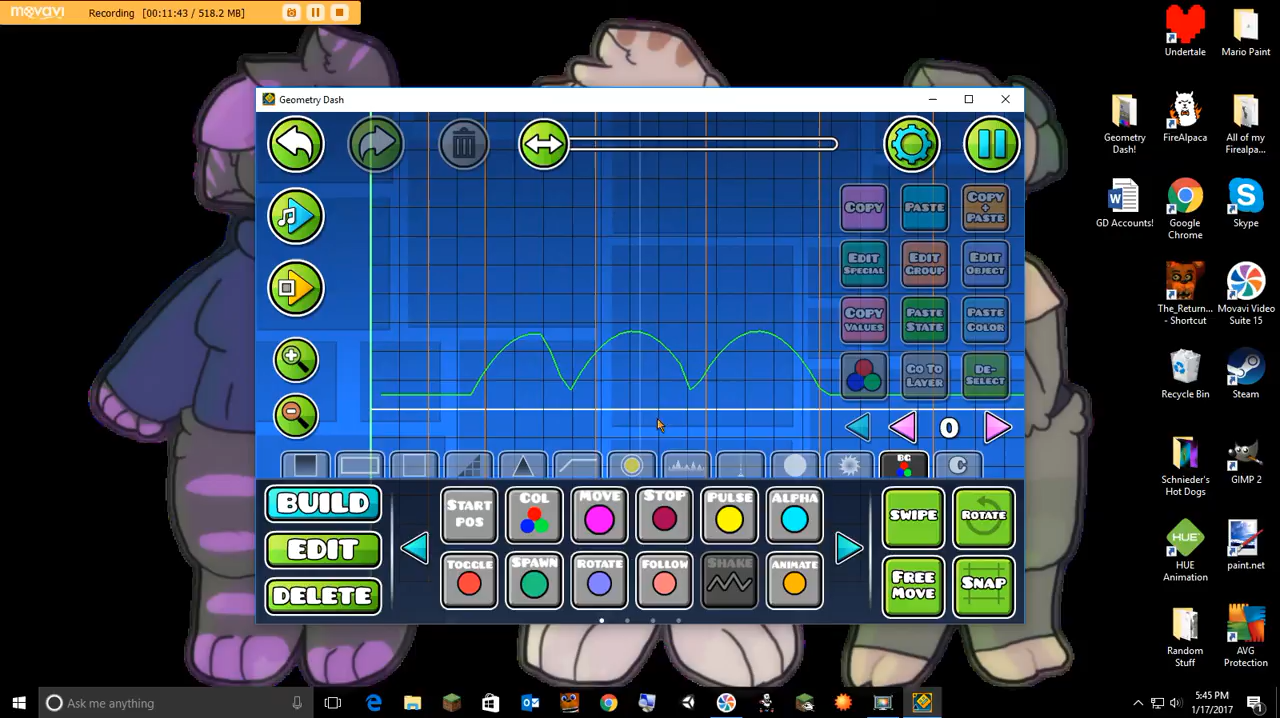 movavi
Recording [00:11:43 / 518.2 MB]
Geometry Dash
COPY
PASTE
COPY
+
PASTE
EDIT
SPECIAL
EDIT
GROUP
EDIT
OBJECT
COPY
VALUES
PASTE
STATE
PASTE
COLOR
GO TO
LAYER
DE-
SELECT
0
BG
C
BUILD
EDIT
DELETE
START
POS
COL
MOVE
STOP
PULSE
ALPHA
TOGGLE
SPAWN
ROTATE
FOLLOW
SHAKE
ANIMATE
SWIPE
ROTATE
FREE
MOVE
SNAP
Undertale
Mario Paint
Geometry
Dash!
FireAlpaca
All of my
Firealpa...
GD Accounts!
Google
Chrome
Skype
The_Return...
- Shortcut
Movavi Video
Suite 15
Recycle Bin
Steam
Schnieder's
Hot Dogs
GIMP 2
HUE
HUE
Animation
paint.net
Random
Stuff
AVG
Protection
Ask me anything
5:45 PM
1/17/2017